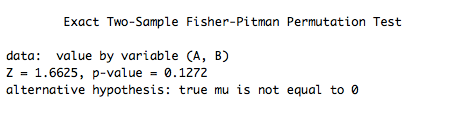 Exact Two-Sample Fisher-Pitman Permutation Test
data:  value by variable (A, B)
Z = 1.6625, p-value = 0.1272
alternative hypothesis: true mu is not equal to 0